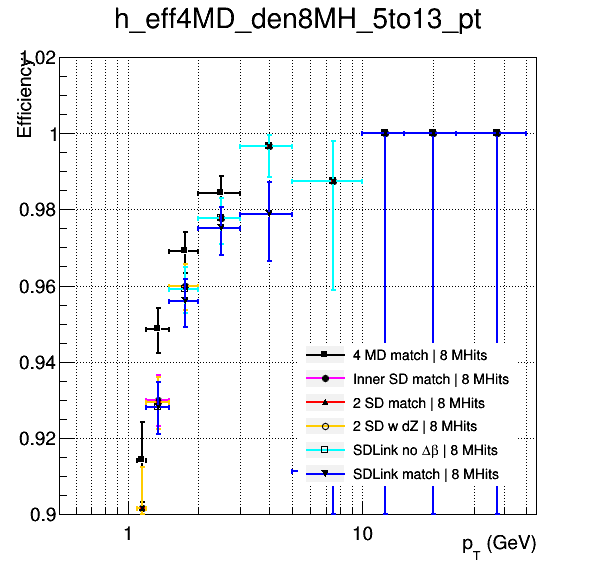 h_eff4MD_den8MH_5to13_pt
Efficiency
1.02
1
0.98
0.96
0.94
0.92
0.9
4 MD match | 8 MHits
Inner SD match | 8 MHits
2 SD match | 8 MHits
2 SD w dZ | 8 MHits
SDLink no Δβ | 8 MHits
SDLink match | 8 MHits
1
10
p_T (GeV)